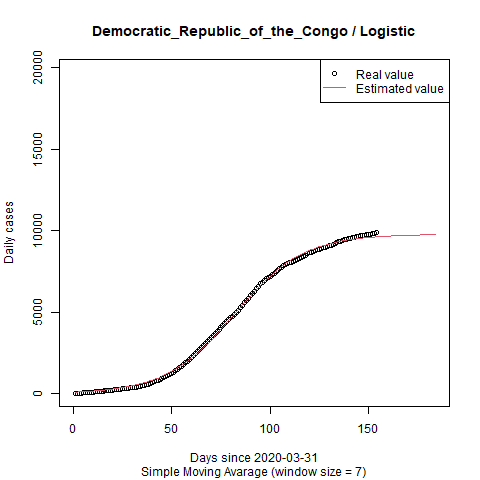 Democratic_Republic_of_the_Congo / Logistic
Real value
Estimated value
Daily cases
20000
15000
10000
5000
0
0
50
100
150
Days since 2020-03-31
Simple Moving Avarage (window size = 7)